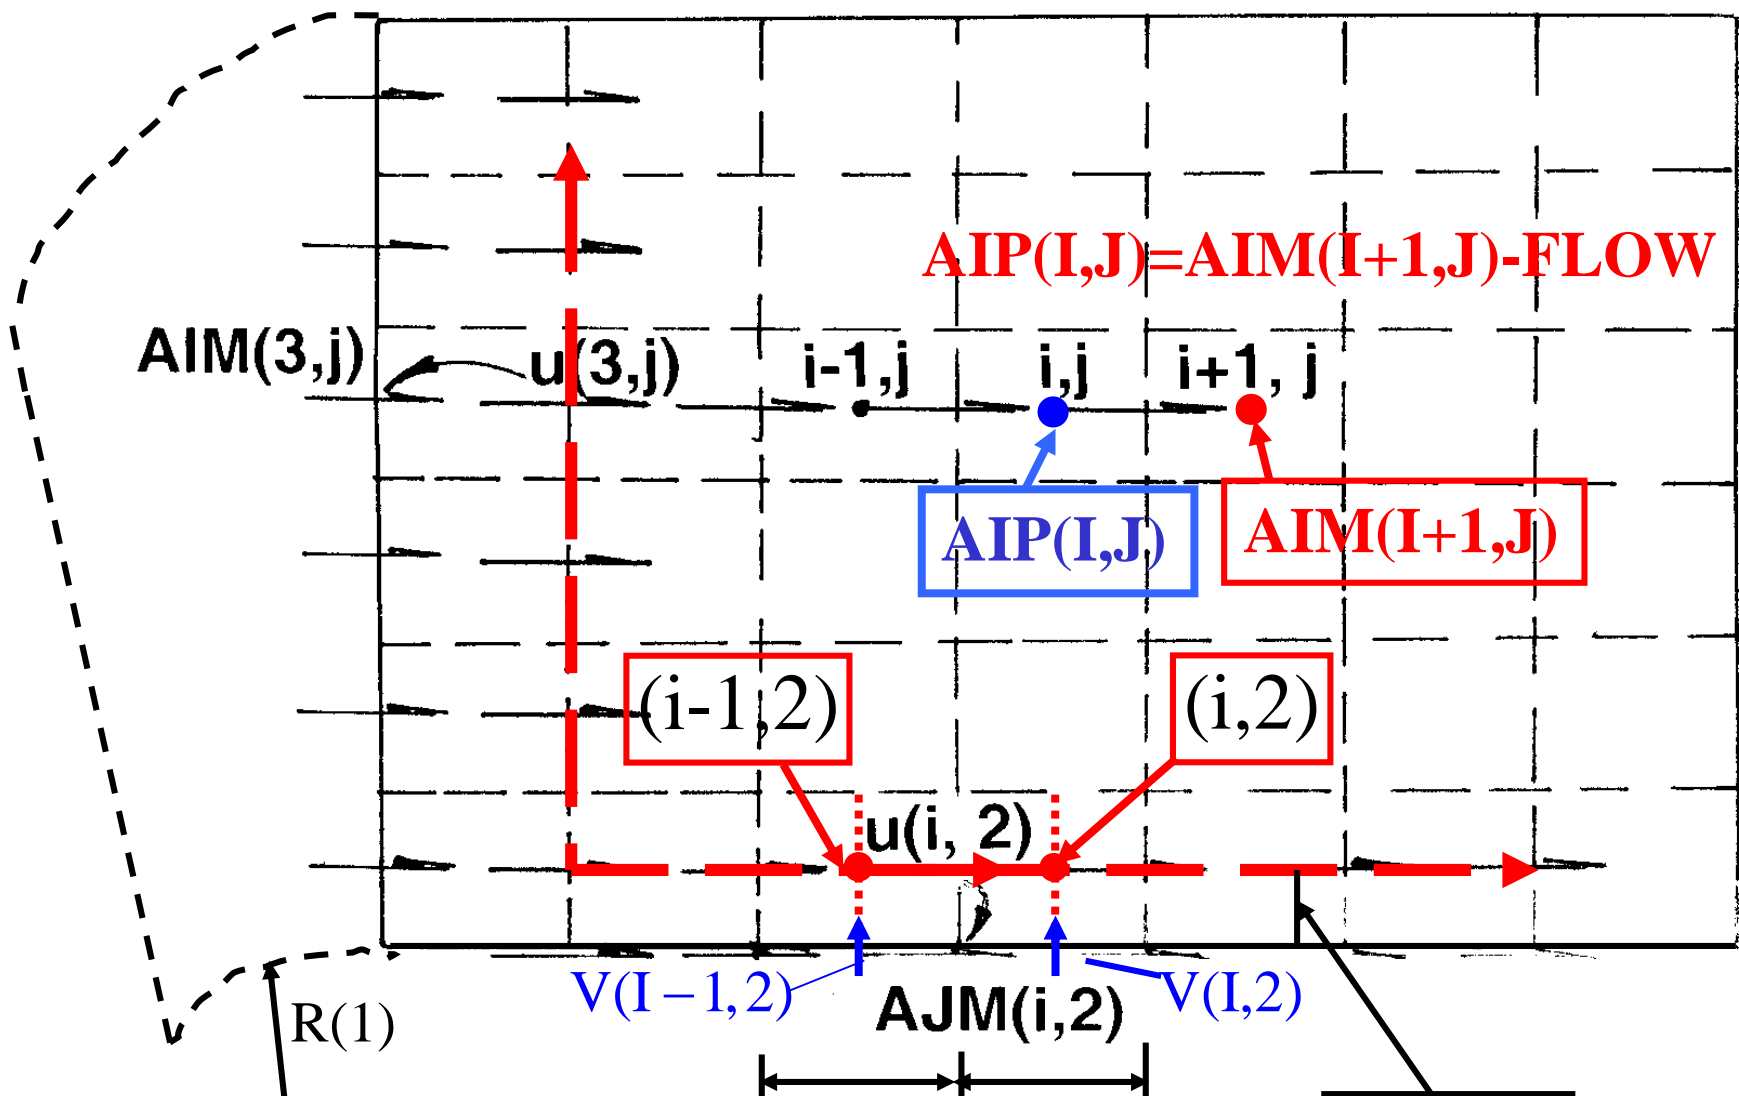 AIP(I,J)=AIM(I+1,J)-FLOW
AIM(3,j)
u(3,j)
i-1,j
i,j
i+1, j
AIP(I,J)
AIM(I+1,J)
(i-1,2)
(i,2)
u(i, 2)
V(I-1,2)
V(I,2)
R(1)
AJM(i,2)